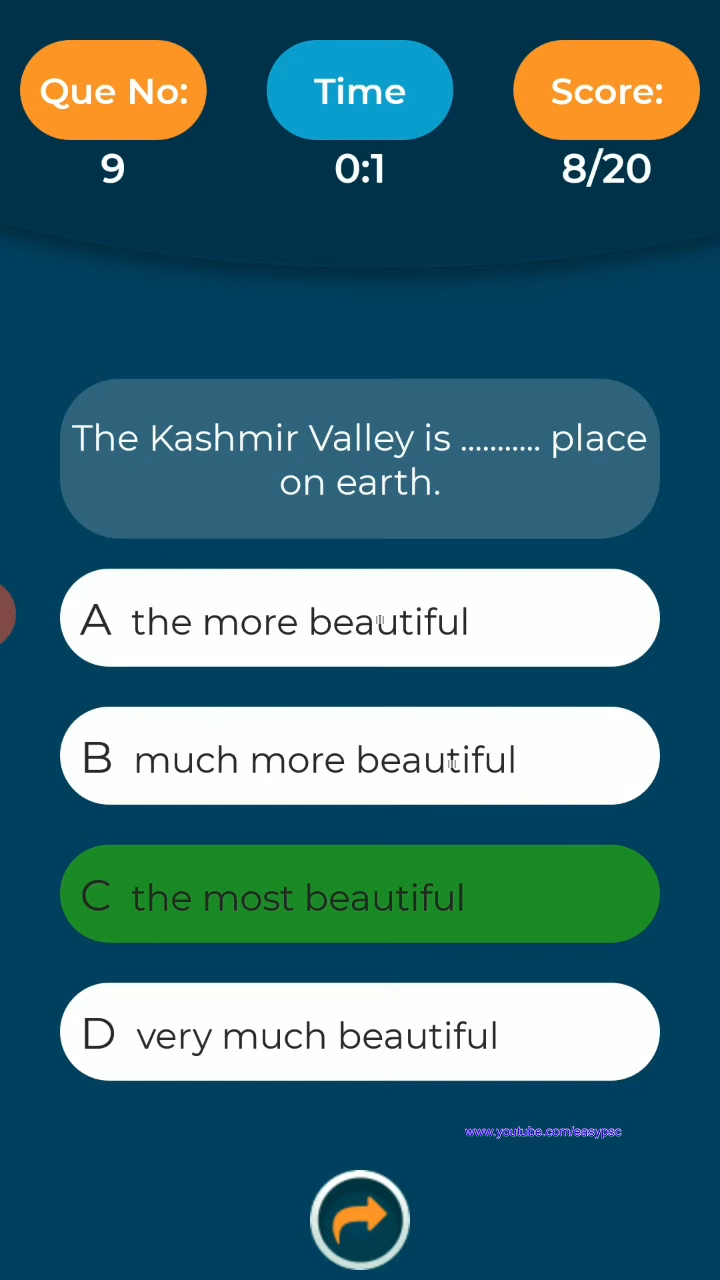 Que No:
Time
Score:
9
0:1
8/20
The Kashmir Valley is ........... place
on earth.
A the more beautiful
B much more beautiful
C the most beautiful
D very much beautiful
www.youtube.com/easypsc